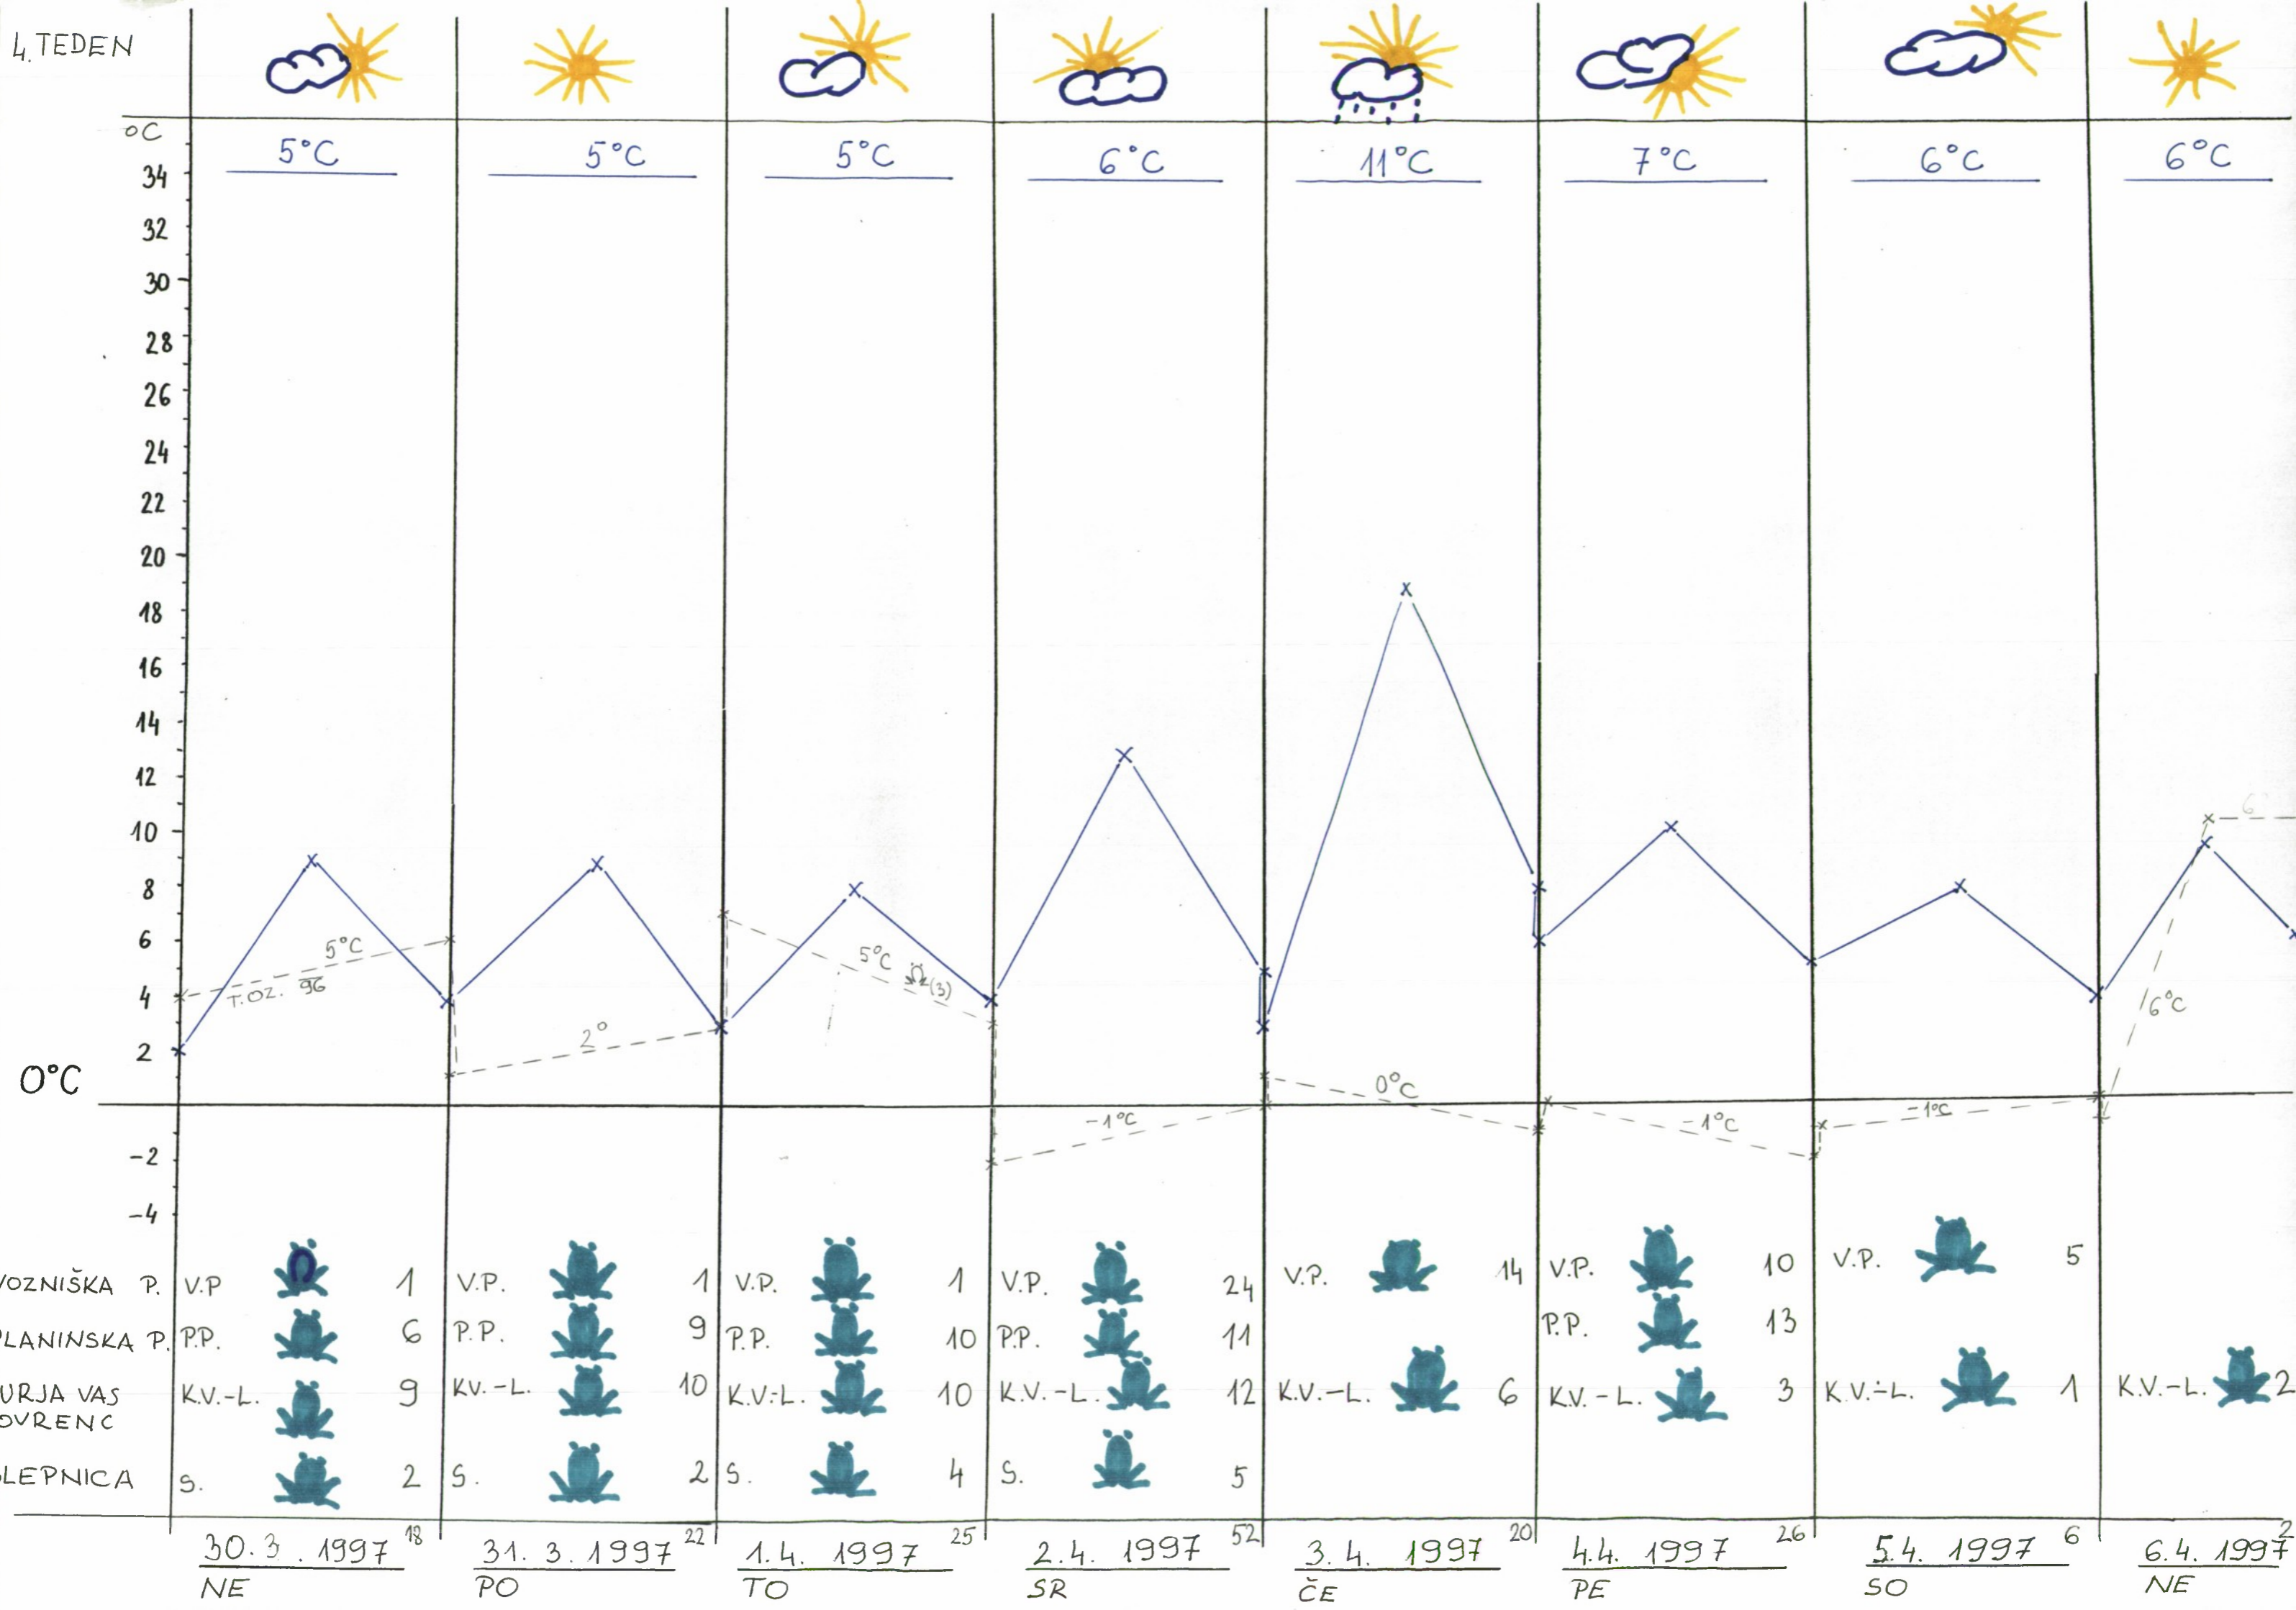 4. TEDEN
°C
5°C 5°C 5°C 6°C 11°C 7°C 6°C 6°C
34
32
30
28
26
24
22
20
18
16
14
12
10
8
6
4
2
0°C
-2
-4
6
5°C
T.OZ. 96
2°
5°C (3)
-1°C
0°C
-1°C
-1°C
6°C
VOZNIŠKA P. V.P 1 V.P. 1 V.P. 1 V.P. 24 V.P. 14 V.P. 10 V.P. 5
LANINSKA P. P.P. 6 P.P. 9 P.P. 10 P.P. 11 P.P. 13
URJA VAS K.V.-L. 9 K.V.-L. 10 K.V.-L. 10 K.V.-L. 12 K.V.-L. 6 K.V.-L. 3 K.V.-L. 1 K.V.-L. 2
OVRENC
LEPNICA S. 2 S. 2 S. 4 S. 5
18 22 25 52 20 26 6 2
30.3.1997 31.3.1997 1.4.1997 2.4.1997 3.4.1997 4.4.1997 5.4.1997 6.4.1997
NE PO TO SR ČE PE SO NE